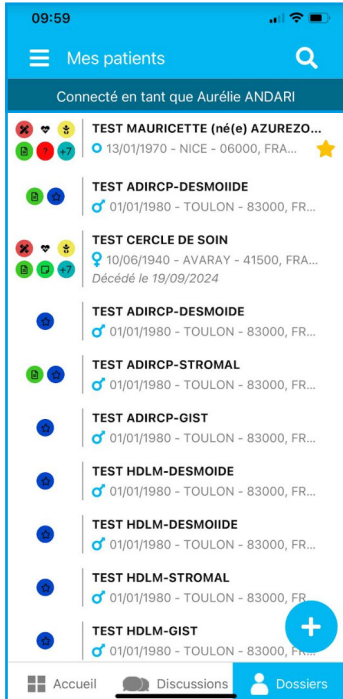 09:59
Mes patients
Connecté en tant que Aurélie ANDARI
TEST MAURICETTE (né(e) AZUREZO...
13/01/1970 - NICE - 06000, FRA...
? +7
TEST ADIRCP-DESMOIIDE
01/01/1980 - TOULON - 83000, FR...
TEST CERCLE DE SOIN
10/06/1940 - AVARAY - 41500, FRA...
+7
Décédé le 19/09/2024
TEST ADIRCP-DESMOIDE
01/01/1980 - TOULON - 83000, FR...
TEST ADIRCP-STROMAL
01/01/1980 - TOULON - 83000, FR...
TEST ADIRCP-GIST
01/01/1980 - TOULON - 83000, FR...
TEST HDLM-DESMOIDE
01/01/1980 - TOULON - 83000, FR...
TEST HDLM-DESMOIIDE
01/01/1980 - TOULON - 83000, FR...
TEST HDLM-STROMAL
01/01/1980 - TOULON - 83000, FR...
TEST HDLM-GIST
01/01/1980 - TOULON - 83000, FR...
+
Accueil Discussions Dossiers